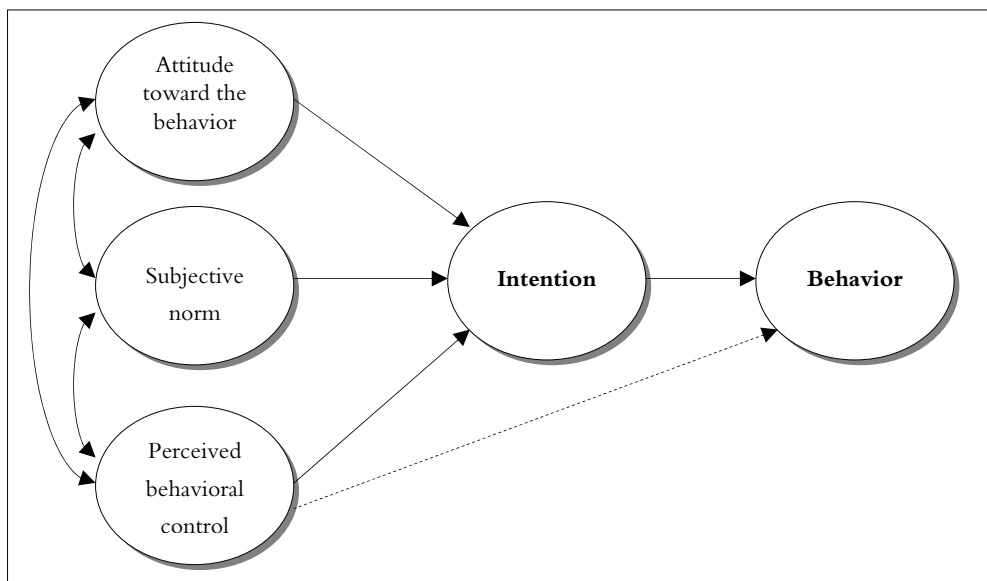 Attitude
toward the
behavior
Subjective
norm
Perceived
behavioral
control
Intention
Behavior